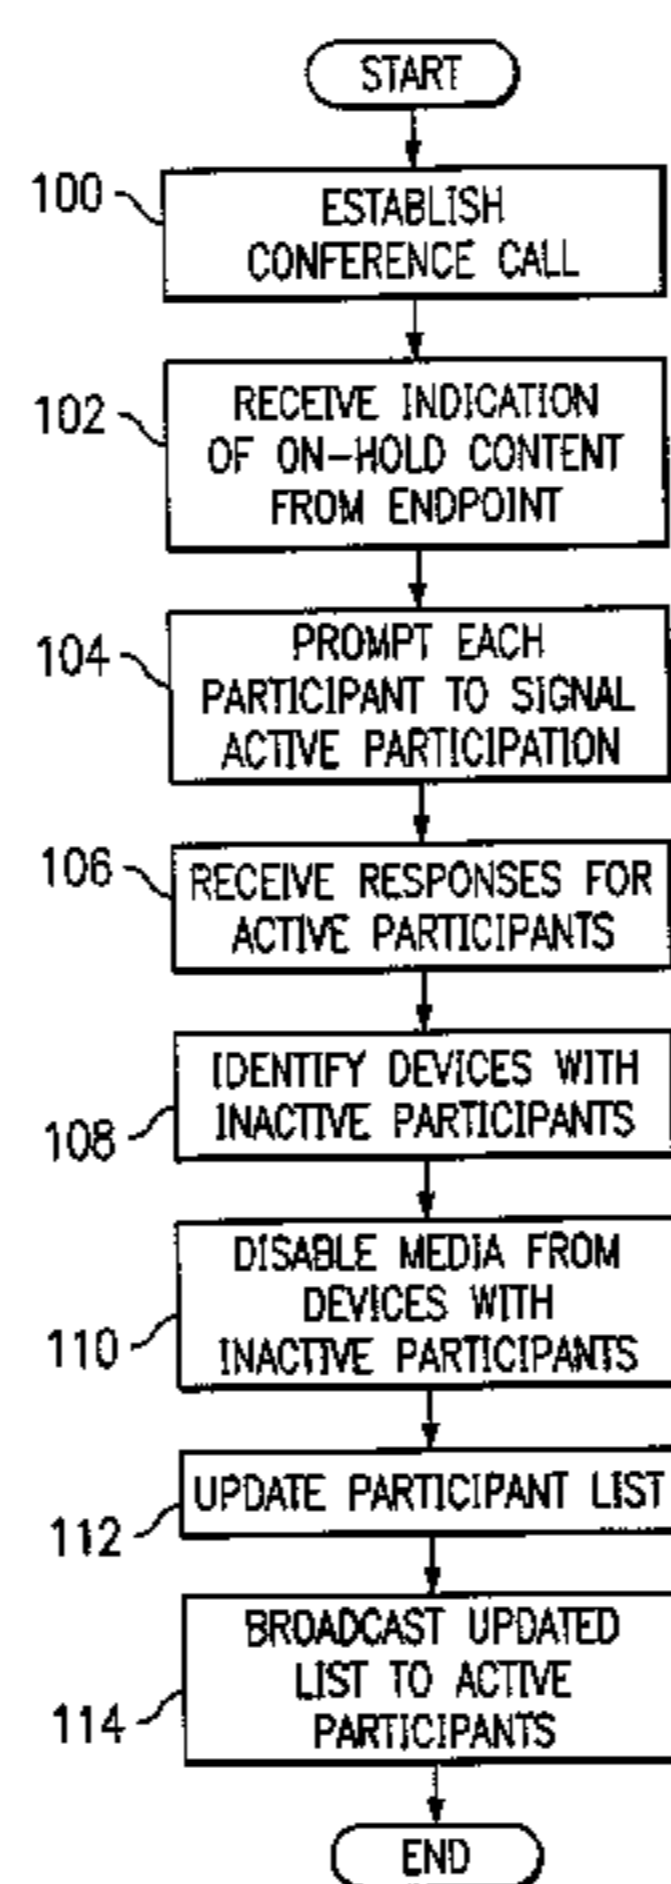 START
100
ESTABLISH
CONFERENCE CALL
102
RECEIVE INDICATION
OF ON-HOLD CONTENT
FROM ENDPOINT
104
PROMPT EACH
PARTICIPANT TO SIGNAL
ACTIVE PARTICIPATION
106
RECEIVE RESPONSES FOR
ACTIVE PARTICIPANTS
108
IDENTIFY DEVICES WITH
INACTIVE PARTICIPANTS
110
DISABLE MEDIA FROM
DEVICES WITH
INACTIVE PARTICIPANTS
112
UPDATE PARTICIPANT LIST
114
BROADCAST UPDATED
LIST TO ACTIVE
PARTICIPANTS
END